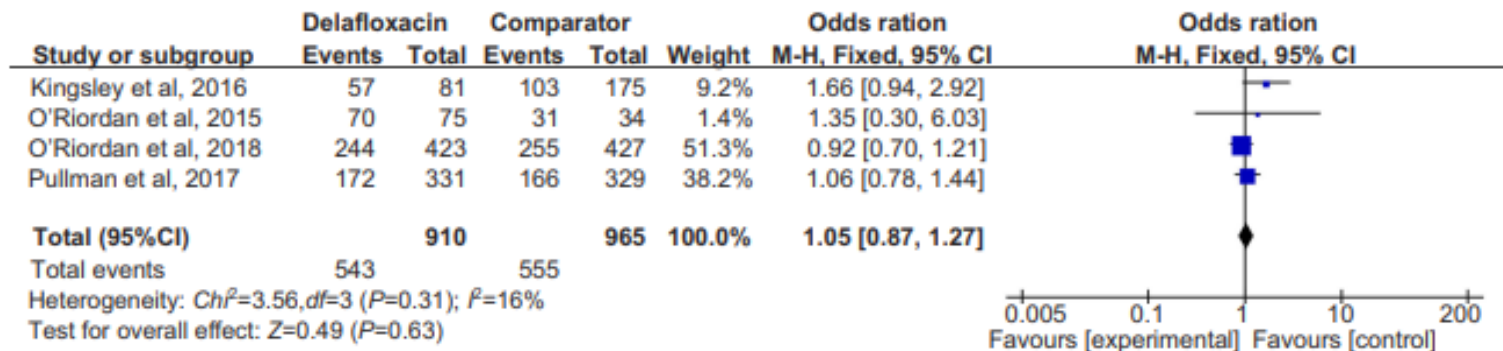 Delafloxacin Comparator Odds ration Odds ration
Study or subgroup Events Total Events Total Weight M-H, Fixed, 95% CI M-H, Fixed, 95% CI
Kingsley et al, 2016 57 81 103 175 9.2% 1.66 [0.94, 2.92]
O'Riordan et al, 2015 70 75 31 34 1.4% 1.35 [0.30, 6.03]
O'Riordan et al, 2018 244 423 255 427 51.3% 0.92 [0.70, 1.21]
Pullman et al, 2017 172 331 166 329 38.2% 1.06 [0.78, 1.44]
Total (95%CI) 910 965 100.0% 1.05 [0.87, 1.27]
Total events 543 555
Heterogeneity: Chi²=3.56,df=3 (P=0.31); I²=16%
Test for overall effect: Z=0.49 (P=0.63)
0.005 0.1 1 10 200
Favours [experimental] Favours [control]